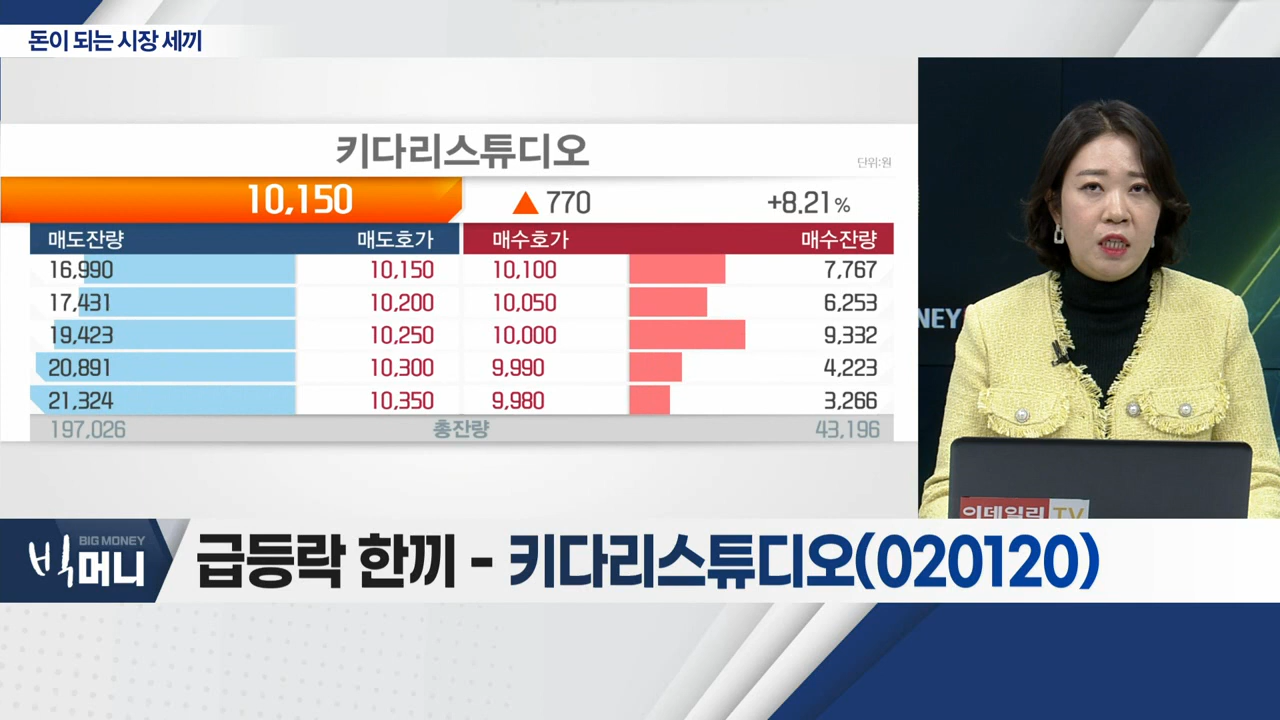 돈이 되는 시장 세끼
키다리스튜디오
단위:원
10,150 ▲ 770 +8.21%
매도잔량 매도호가 매수호가 매수잔량
16,990 10,150 10,100 7,767
17,431 10,200 10,050 6,253
19,423 10,250 10,000 9,332
20,891 10,300 9,990 4,223
21,324 10,350 9,980 3,266
197,026 총잔량 43,196
NEY
이데일리 TV
BIG MONEY
빅머니
급등락 한끼 - 키다리스튜디오(020120)